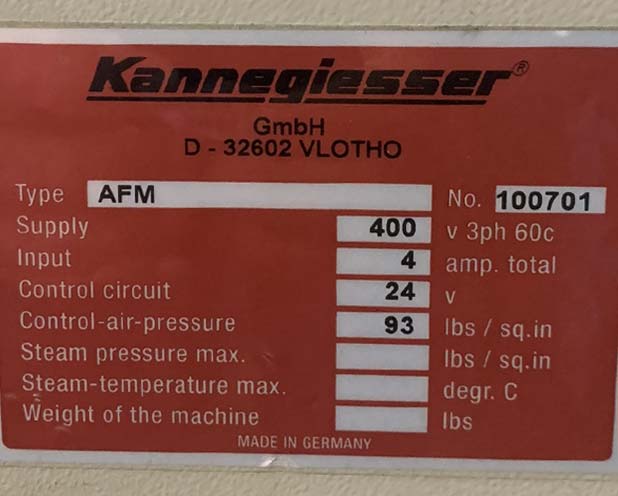 Kannegiesser®
GmbH
D - 32602 VLOTHO
Type AFM No. 100701
Supply 400 v 3ph 60c
Input 4 amp. total
Control circuit 24 v
Control-air-pressure 93 lbs / sq.in
Steam pressure max. lbs / sq.in
Steam-temperature max. degr. C
Weight of the machine lbs
MADE IN GERMANY